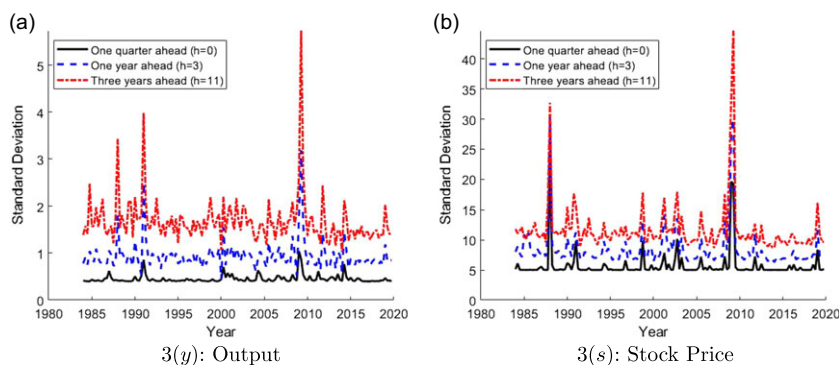 (a)
One quarter ahead (h=0)
One year ahead (h=3)
Three years ahead (h=11)
Standard Deviation
5
4
3
2
1
0
1980 1985 1990 1995 2000 2005 2010 2015 2020
Year
3(y): Output
(b)
One quarter ahead (h=0)
One year ahead (h=3)
Three years ahead (h=11)
Standard Deviation
40
35
30
25
20
15
10
5
0
1980 1985 1990 1995 2000 2005 2010 2015 2020
Year
3(s): Stock Price